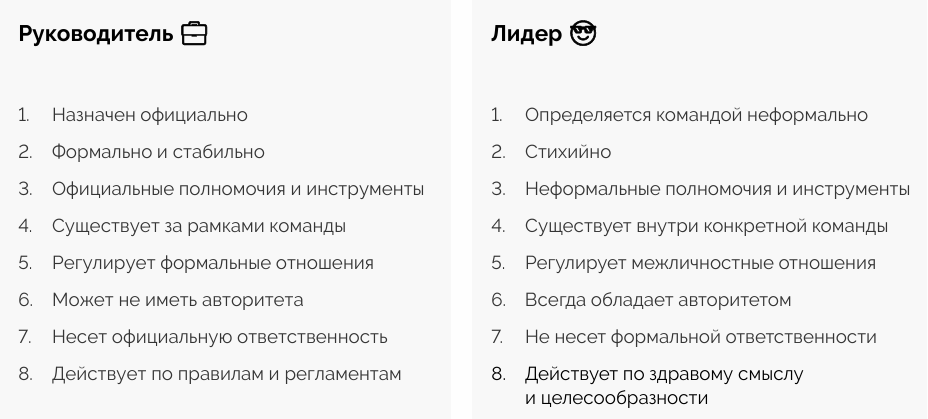 Руководитель
1. Назначен официально
2. Формально и стабильно
3. Официальные полномочия и инструменты
4. Существует за рамками команды
5. Регулирует формальные отношения
6. Может не иметь авторитета
7. Несет официальную ответственность
8. Действует по правилам и регламентам
Лидер
1. Определяется командой неформально
2. Стихийно
3. Неформальные полномочия и инструменты
4. Существует внутри конкретной команды
5. Регулирует межличностные отношения
6. Всегда обладает авторитетом
7. Не несет формальной ответственности
8. Действует по здравому смыслу
и целесообразности